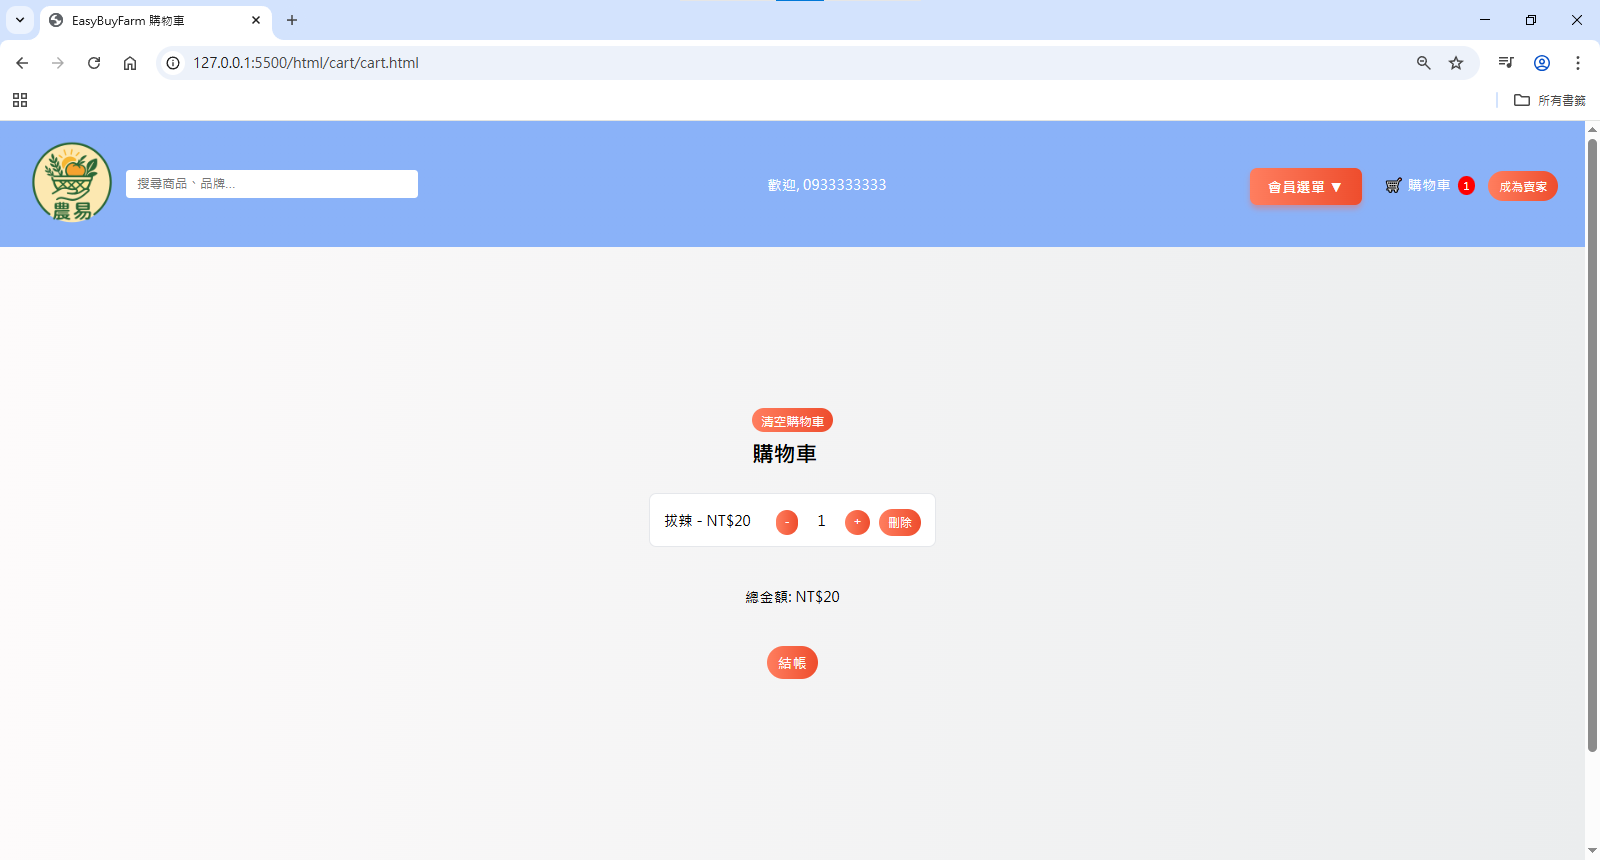 EasyBuyFarm 購物車
127.0.0.1:5500/html/cart/cart.html
所有書籤
農易
搜尋商品、品牌...
歡迎, 0933333333
會員選單 ▼
購物車 1
成為賣家
清空購物車
購物車
拔辣 - NT$20 - 1 + 刪除
總金額: NT$20
結帳